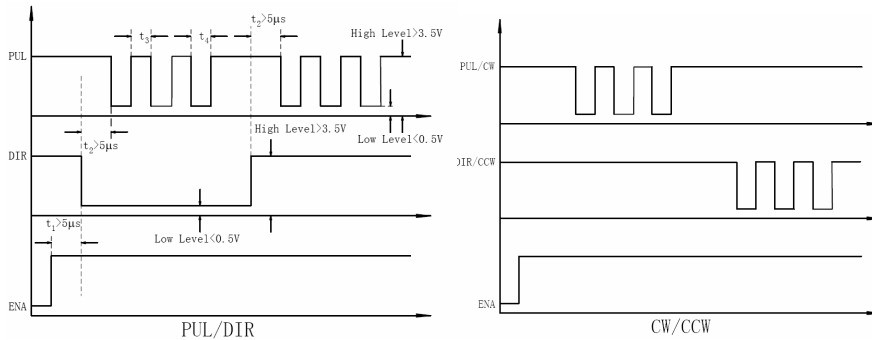 t3
t4
t2>5μs
High Level>3.5V
PUL
Low Level<0.5V
t2>5μs
High Level>3.5V
DIR
t1>5μs
Low Level<0.5V
ENA
PUL/DIR
PUL/CW
DIR/CCW
ENA
CW/CCW